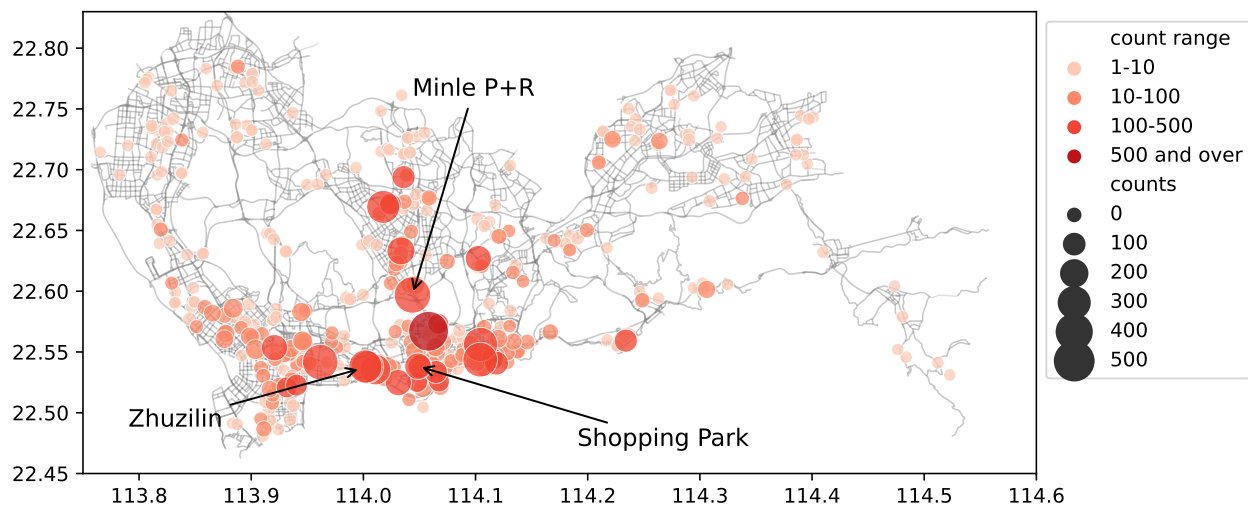 22.80
22.75
22.70
22.65
22.60
22.55
22.50
22.45
113.8 113.9 114.0 114.1 114.2 114.3 114.4 114.5 114.6
Minle P+R
Zhuzilin
Shopping Park
count range
1-10
10-100
100-500
500 and over
counts
0
100
200
300
400
500